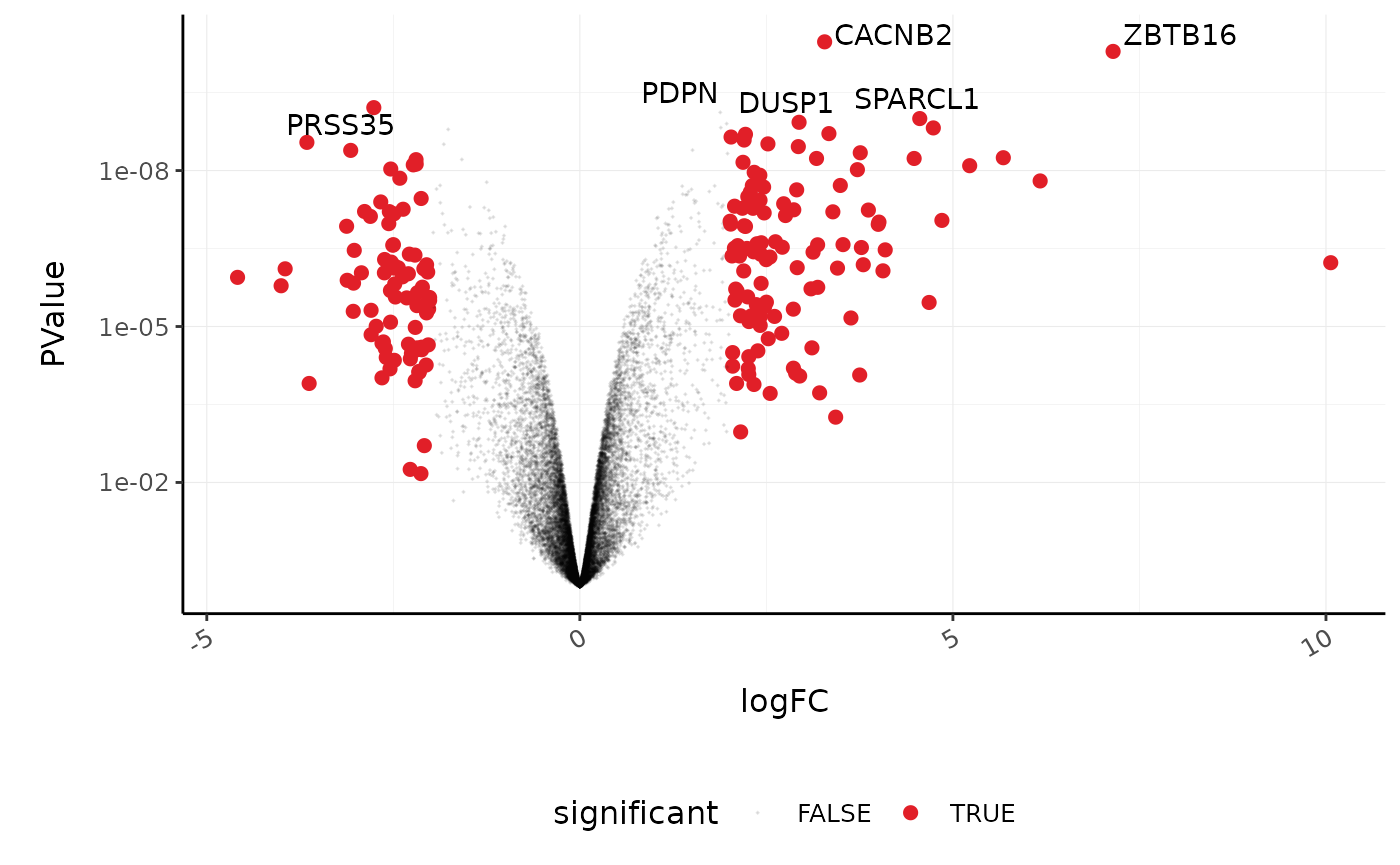 CACNB2
ZBTB16
PDPN
DUSP1
SPARCL1
PRSS35
1e-08
1e-05
1e-02
PValue
-5
0
5
10
logFC
significant
FALSE
TRUE